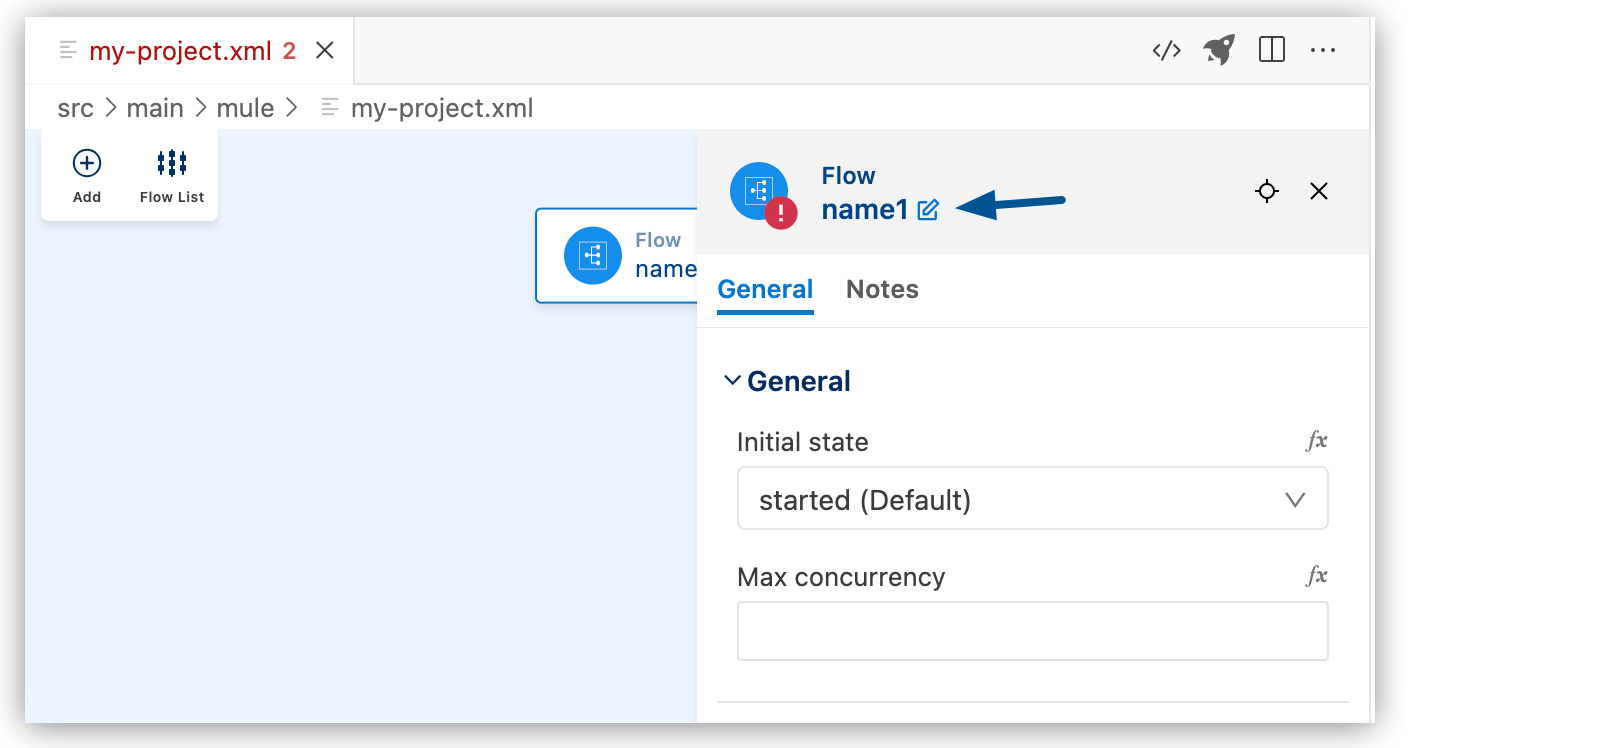 my-project.xml 2
src main mule my-project.xml
Add
Flow List
Flow
name
Flow
name1
General
Notes
General
Initial state
fx
started (Default)
Max concurrency
fx